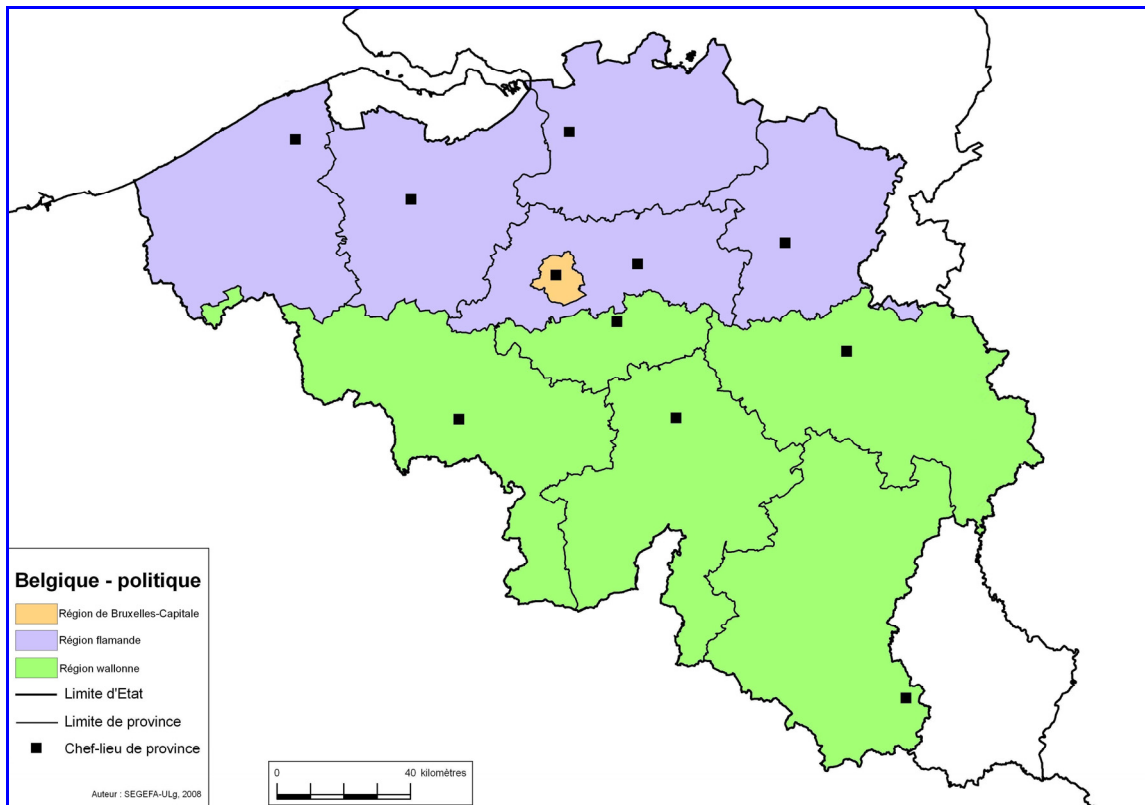 Belgique - politique
Région de Bruxelles-Capitale
Région flamande
Région wallonne
Limite d'Etat
Limite de province
Chef-lieu de province
Auteur : SEGEFA-ULg, 2008
0 40 kilomètres